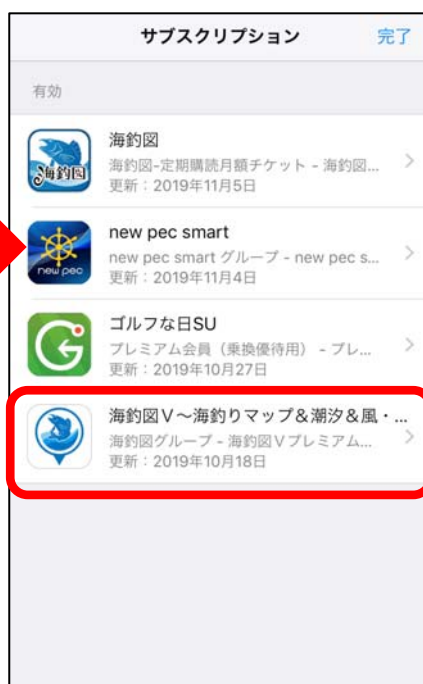 サブスクリプション 完了
有効
海釣図
海釣図
海釣図-定期購読月額チケット - 海釣図...
更新：2019年11月5日
new pec
new pec smart
new pec smart グループ - new pec s...
更新：2019年11月4日
ゴルフな日SU
プレミアム会員（乗換優待用） - プレ...
更新：2019年10月27日
海釣図Ｖ～海釣りマップ＆潮汐＆風・...
海釣図グループ - 海釣図Ｖプレミアム...
更新：2019年10月18日